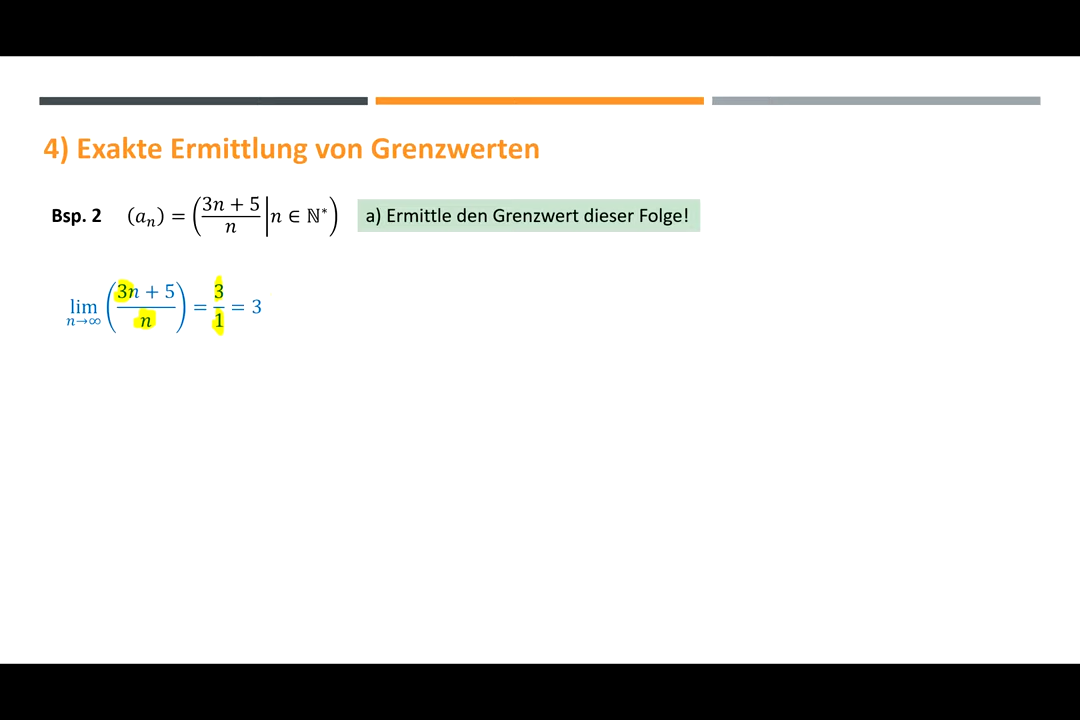 4) Exakte Ermittlung von Grenzwerten
Bsp. 2 (aₙ) = ((3n + 5)/n | n ∈ ℕ*) a) Ermittle den Grenzwert dieser Folge!
lim n→∞ ((3n + 5)/n) = 3/1 = 3